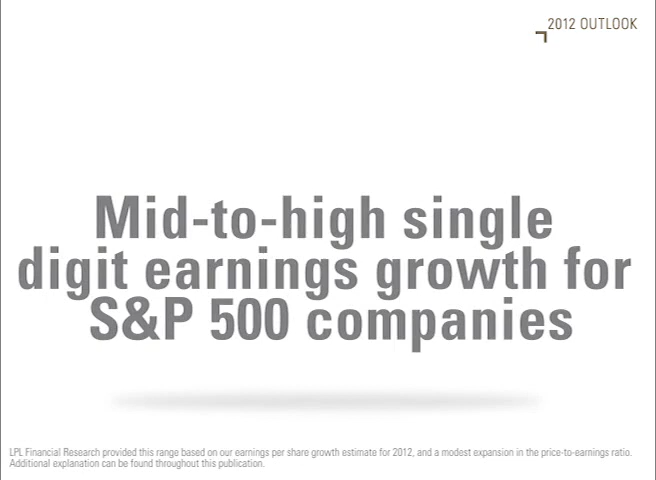 2012 OUTLOOK
Mid-to-high single
digit earnings growth for
S&P 500 companies
LPL Financial Research provided this range based on our earnings per share growth estimate for 2012, and a modest expansion in the price-to-earnings ratio.
Additional explanation can be found throughout this publication.